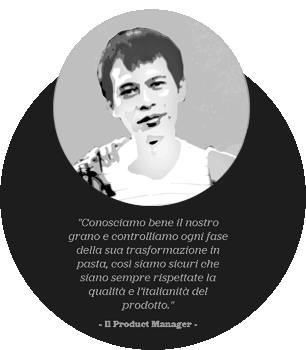 "Conosciamo bene il nostro
grano e controlliamo ogni fase
della sua trasformazione in
pasta, così siamo sicuri che
siano sempre rispettate la
qualità e l'italianità del
prodotto."
- Il Product Manager -